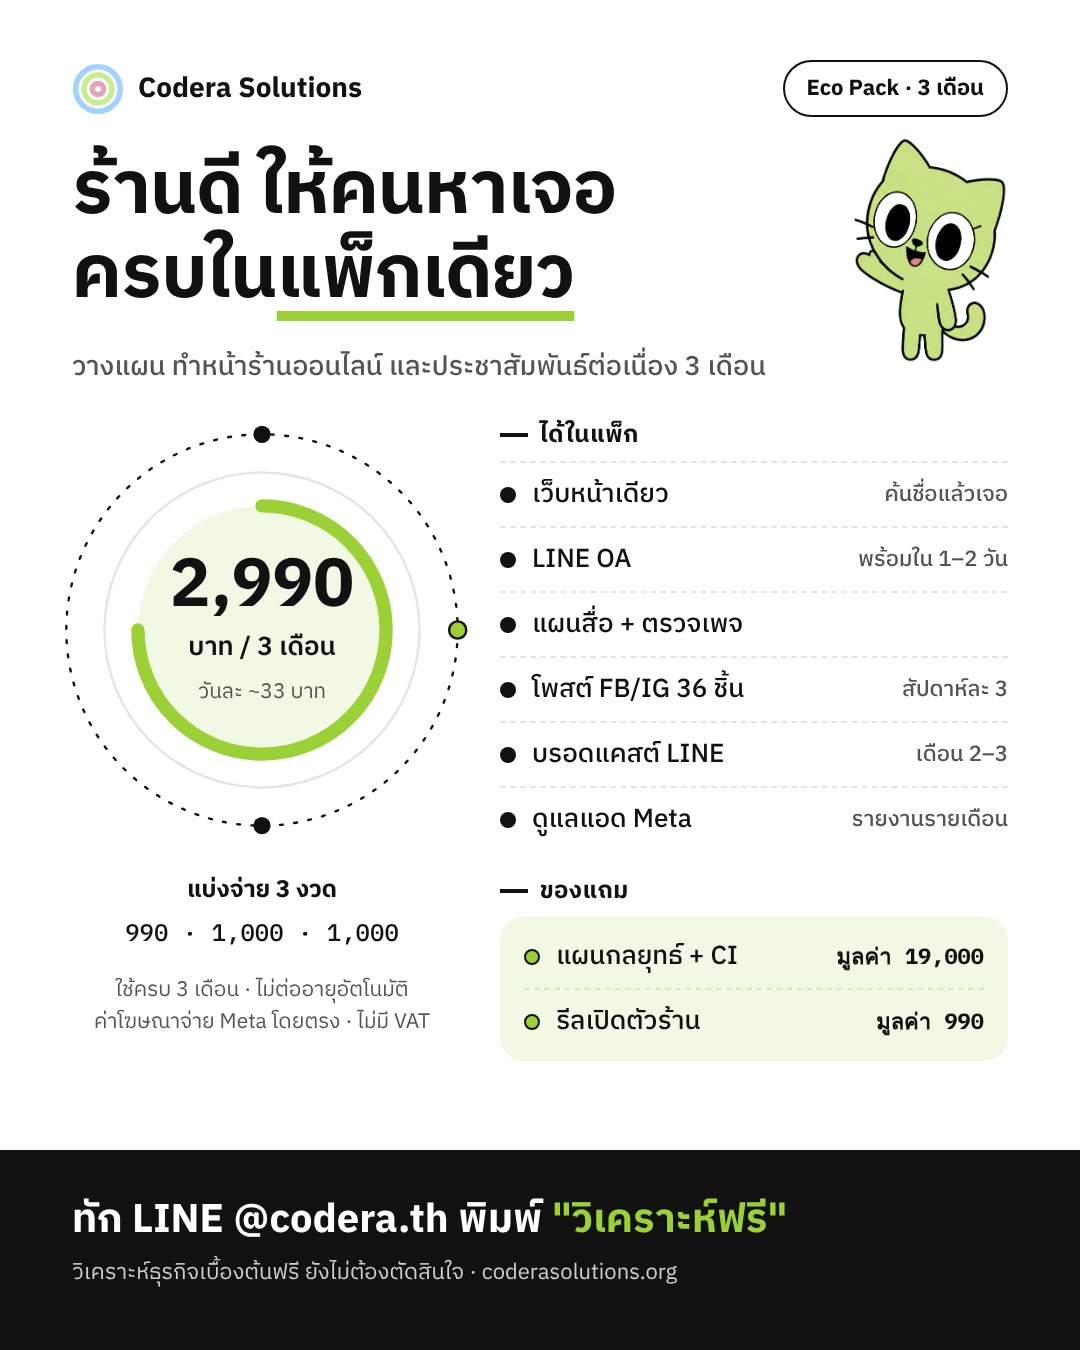 Codera Solutions
Eco Pack · 3 เดือน
ร้านดี ให้คนหาเจอ
ครบในแพ็กเดียว
วางแผน ทำหน้าร้านออนไลน์ และประชาสัมพันธ์ต่อเนื่อง 3 เดือน
2,990
บาท / 3 เดือน
วันละ ~33 บาท
แบ่งจ่าย 3 งวด
990 · 1,000 · 1,000
ใช้ครบ 3 เดือน · ไม่ต่ออายุอัตโนมัติ
ค่าโฆษณาจ่าย Meta โดยตรง · ไม่มี VAT
ได้ในแพ็ก
เว็บหน้าเดียว ค้นชื่อแล้วเจอ
LINE OA พร้อมใน 1–2 วัน
แผนสื่อ + ตรวจเพจ
โพสต์ FB/IG 36 ชิ้น สัปดาห์ละ 3
บรอดแคสต์ LINE เดือน 2–3
ดูแลแอด Meta รายงานรายเดือน
ของแถม
แผนกลยุทธ์ + CI มูลค่า 19,000
รีลเปิดตัวร้าน มูลค่า 990
ทัก LINE @codera.th พิมพ์ "วิเคราะห์ฟรี"
วิเคราะห์ธุรกิจเบื้องต้นฟรี ยังไม่ต้องตัดสินใจ · coderasolutions.org